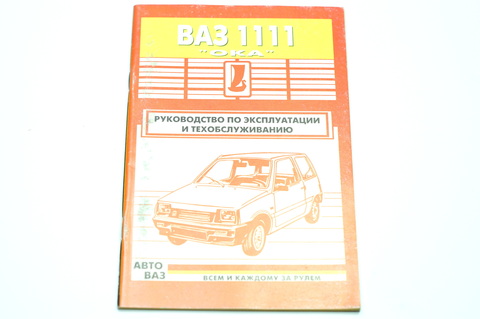 ВАЗ 1111
"ОКА"
РУКОВОДСТВО ПО ЭКСПЛУАТАЦИИ
И ТЕХОБСЛУЖИВАНИЮ
АВТО
ВАЗ
ВСЕМ И КАЖДОМУ ЗА РУЛЕМ